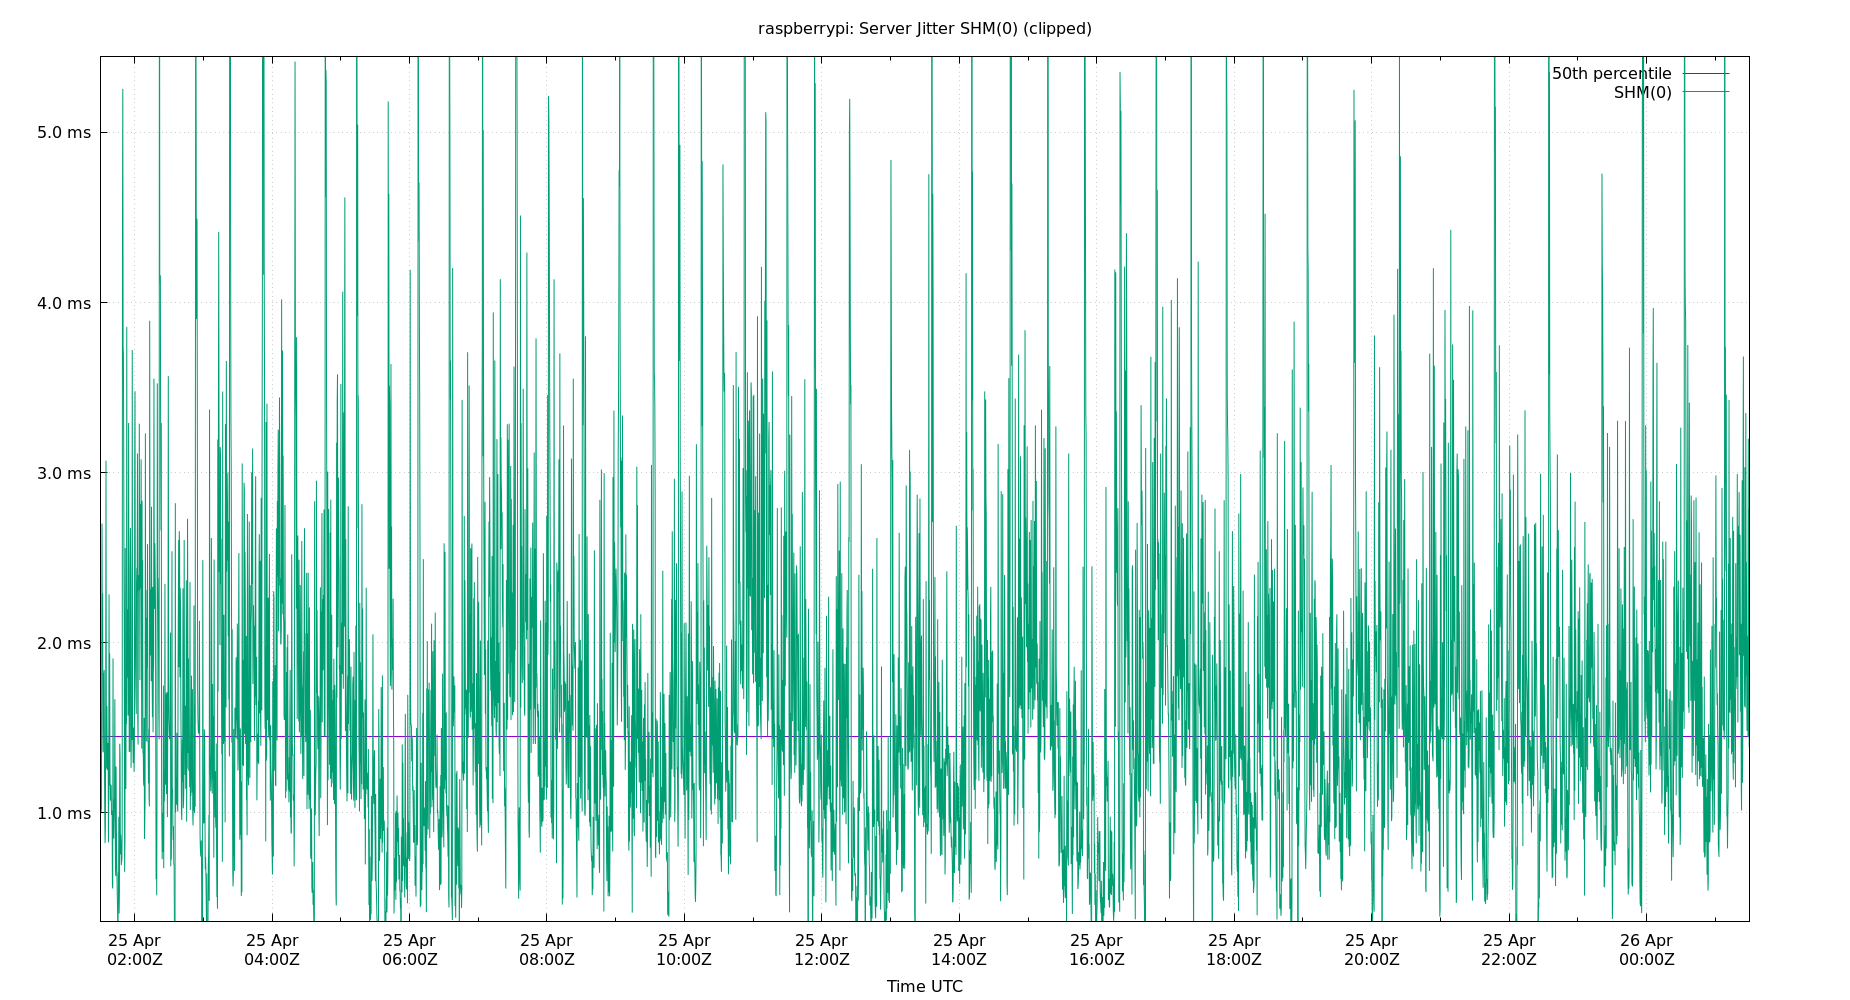 raspberrypi: Server Jitter SHM(0) (clipped)
50th percentile
SHM(0)
5.0 ms
4.0 ms
3.0 ms
2.0 ms
1.0 ms
25 Apr 25 Apr 25 Apr 25 Apr 25 Apr 25 Apr 25 Apr 25 Apr 25 Apr 25 Apr 25 Apr 26 Apr
02:00Z 04:00Z 06:00Z 08:00Z 10:00Z 12:00Z 14:00Z 16:00Z 18:00Z 20:00Z 22:00Z 00:00Z
Time UTC